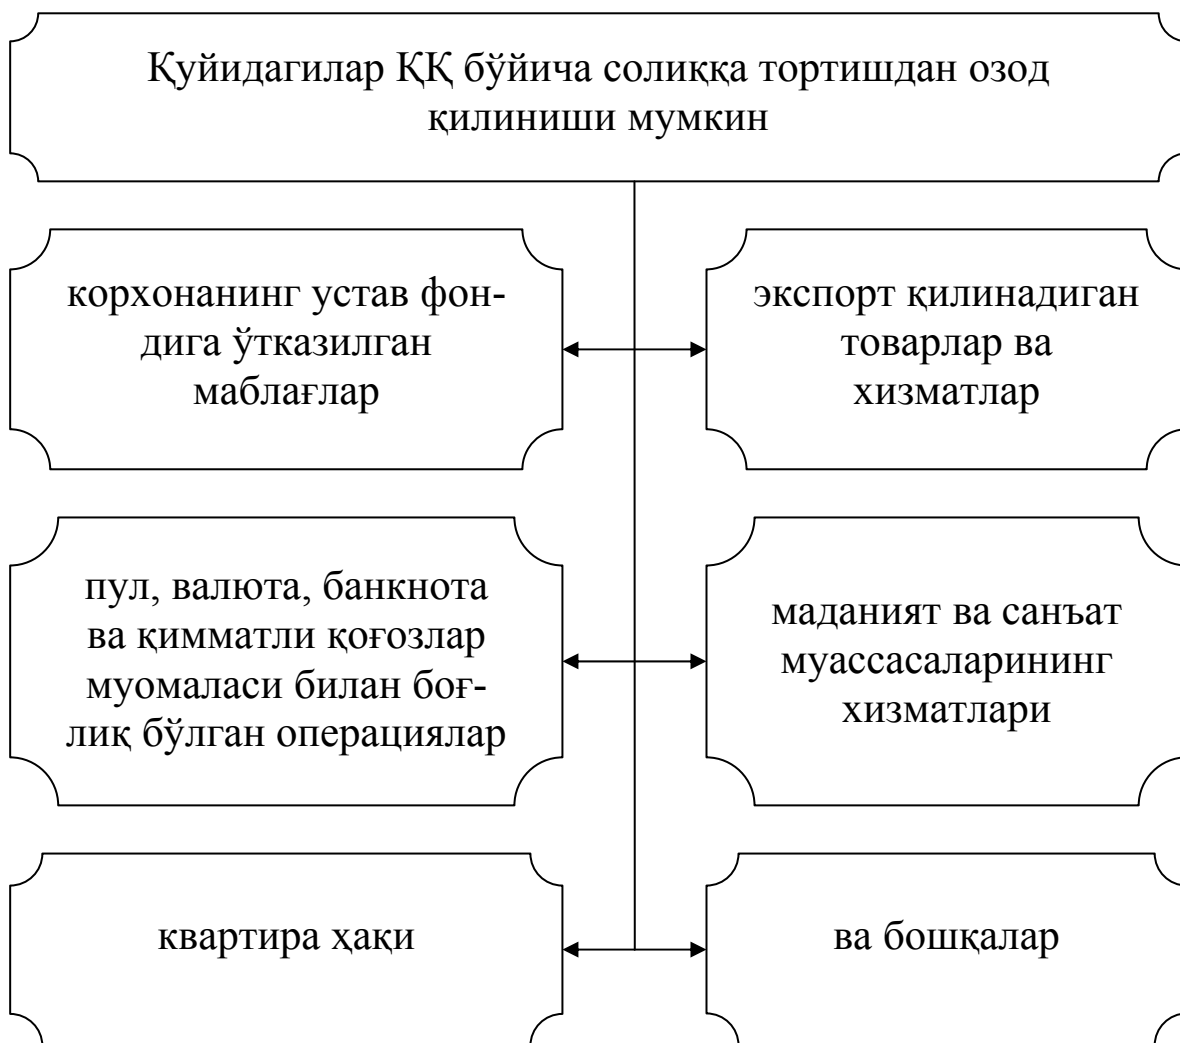 Қуйидагилар ҚҚ бўйича солиққа тортишдан озод
қилиниши мумкин
корхонанинг устав фон-
дига ўтказилган
маблағлар
экспорт қилинадиган
товарлар ва
хизматлар
пул, валюта, банкнота
ва қимматли қоғозлар
муомаласи билан боғ-
лиқ бўлган операциялар
маданият ва санъат
муассасаларининг
хизматлари
квартира ҳақи
ва бошқалар